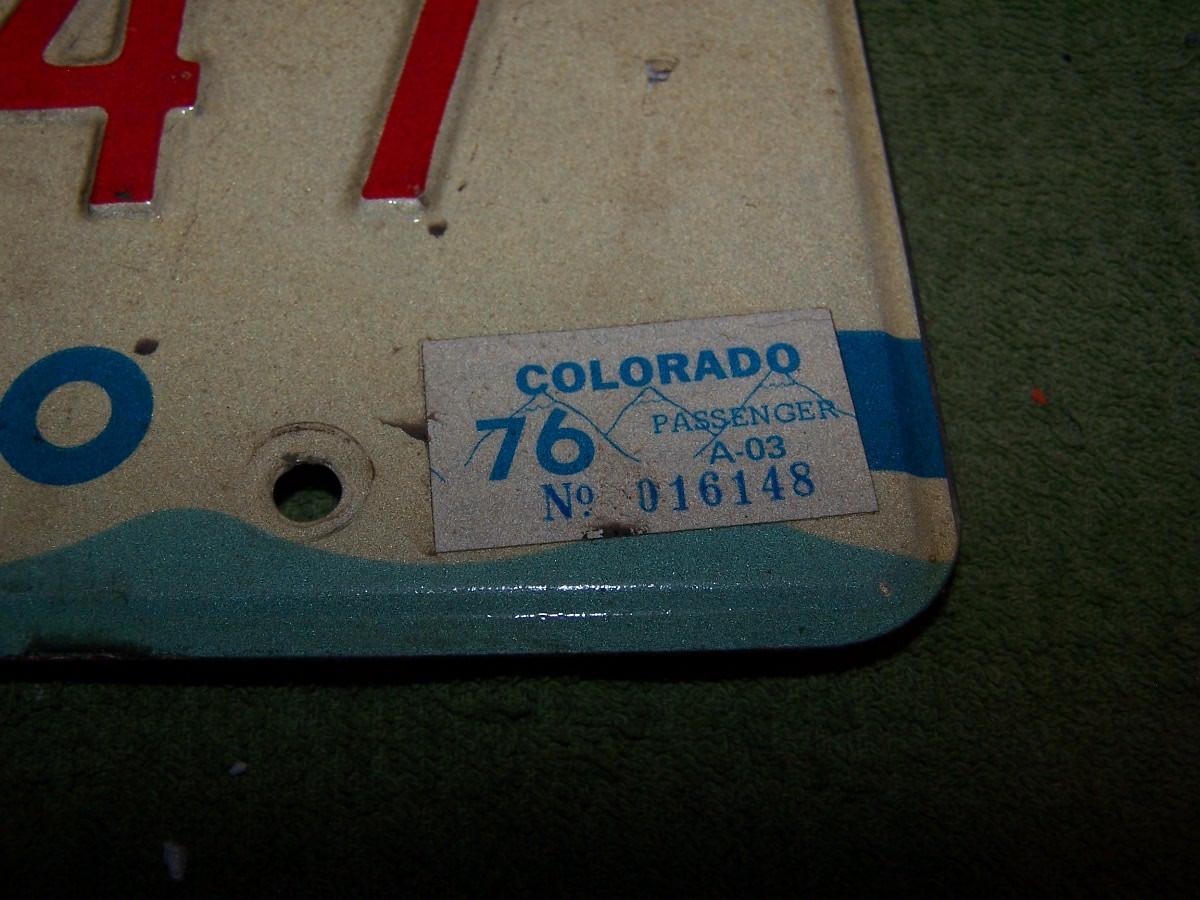 47
O
COLORADO
76 PASSENGER
A-03
Nº 016148